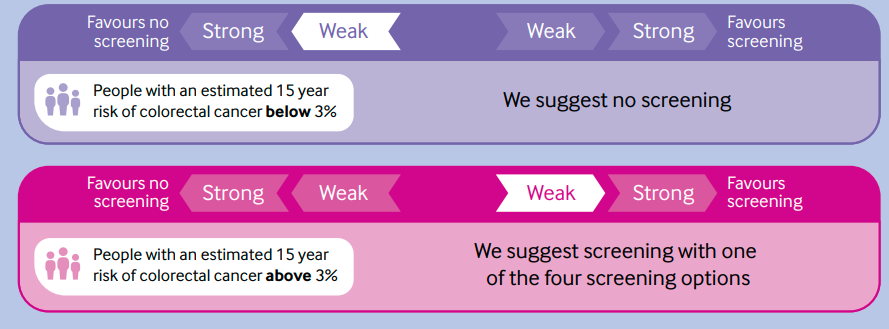 Favours no
screening
Strong
Weak
Weak
Strong
Favours
screening
People with an estimated 15 year
risk of colorectal cancer below 3%
We suggest no screening
Favours no
screening
Strong
Weak
Weak
Strong
Favours
screening
People with an estimated 15 year
risk of colorectal cancer above 3%
We suggest screening with one
of the four screening options